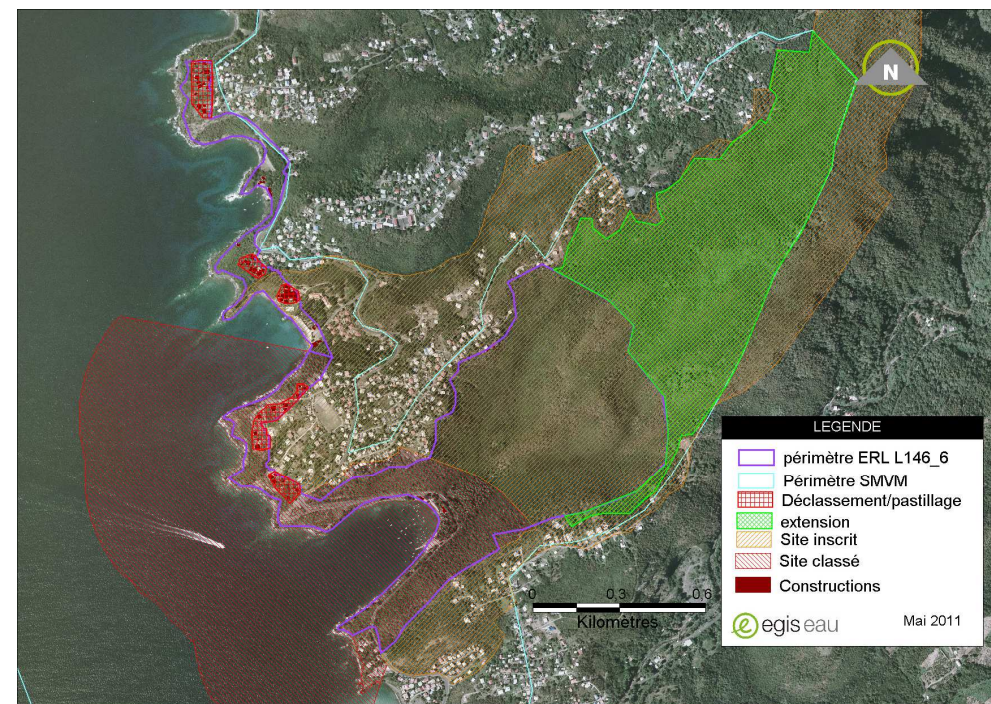 N
LEGENDE
périmètre ERL L146_6
Périmètre SMVM
Déclassement/pastillage
extension
Site inscrit
Site classé
Constructions
0 0,3 0,6
Kilomètres
e egis eau Mai 2011